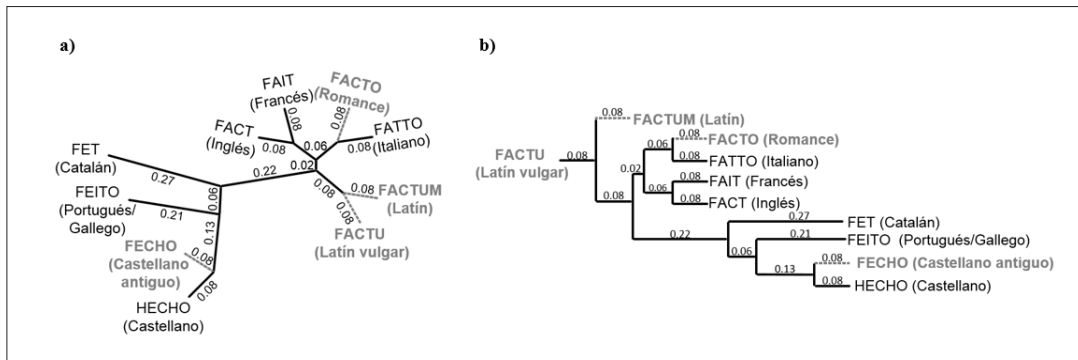 a)
FAIT
(Francés)
FACTO
(Romance)
FACT
(Inglés)
FATTO
(Italiano)
FET
(Catalán)
FEITO
(Portugués/
Gallego)
FACTUM
(Latín)
FACTU
(Latín vulgar)
FECHO
(Castellano
antiguo)
HECHO
(Castellano)
0.08
0.08
0.08
0.06
0.08
0.02
0.22
0.27
0.06
0.21
0.08
0.08
0.08
0.13
0.08
0.08
b)
0.08
FACTUM (Latín)
FACTU
(Latín vulgar)
0.08
0.08
0.02
0.06
0.08
FACTO (Romance)
0.08
FATTO (Italiano)
0.06
0.08
FAIT (Francés)
0.08
FACT (Inglés)
0.22
0.27
FET (Catalán)
0.06
0.21
FEITO (Portugués/Gallego)
0.13
0.08
FECHO (Castellano antiguo)
0.08
HECHO (Castellano)